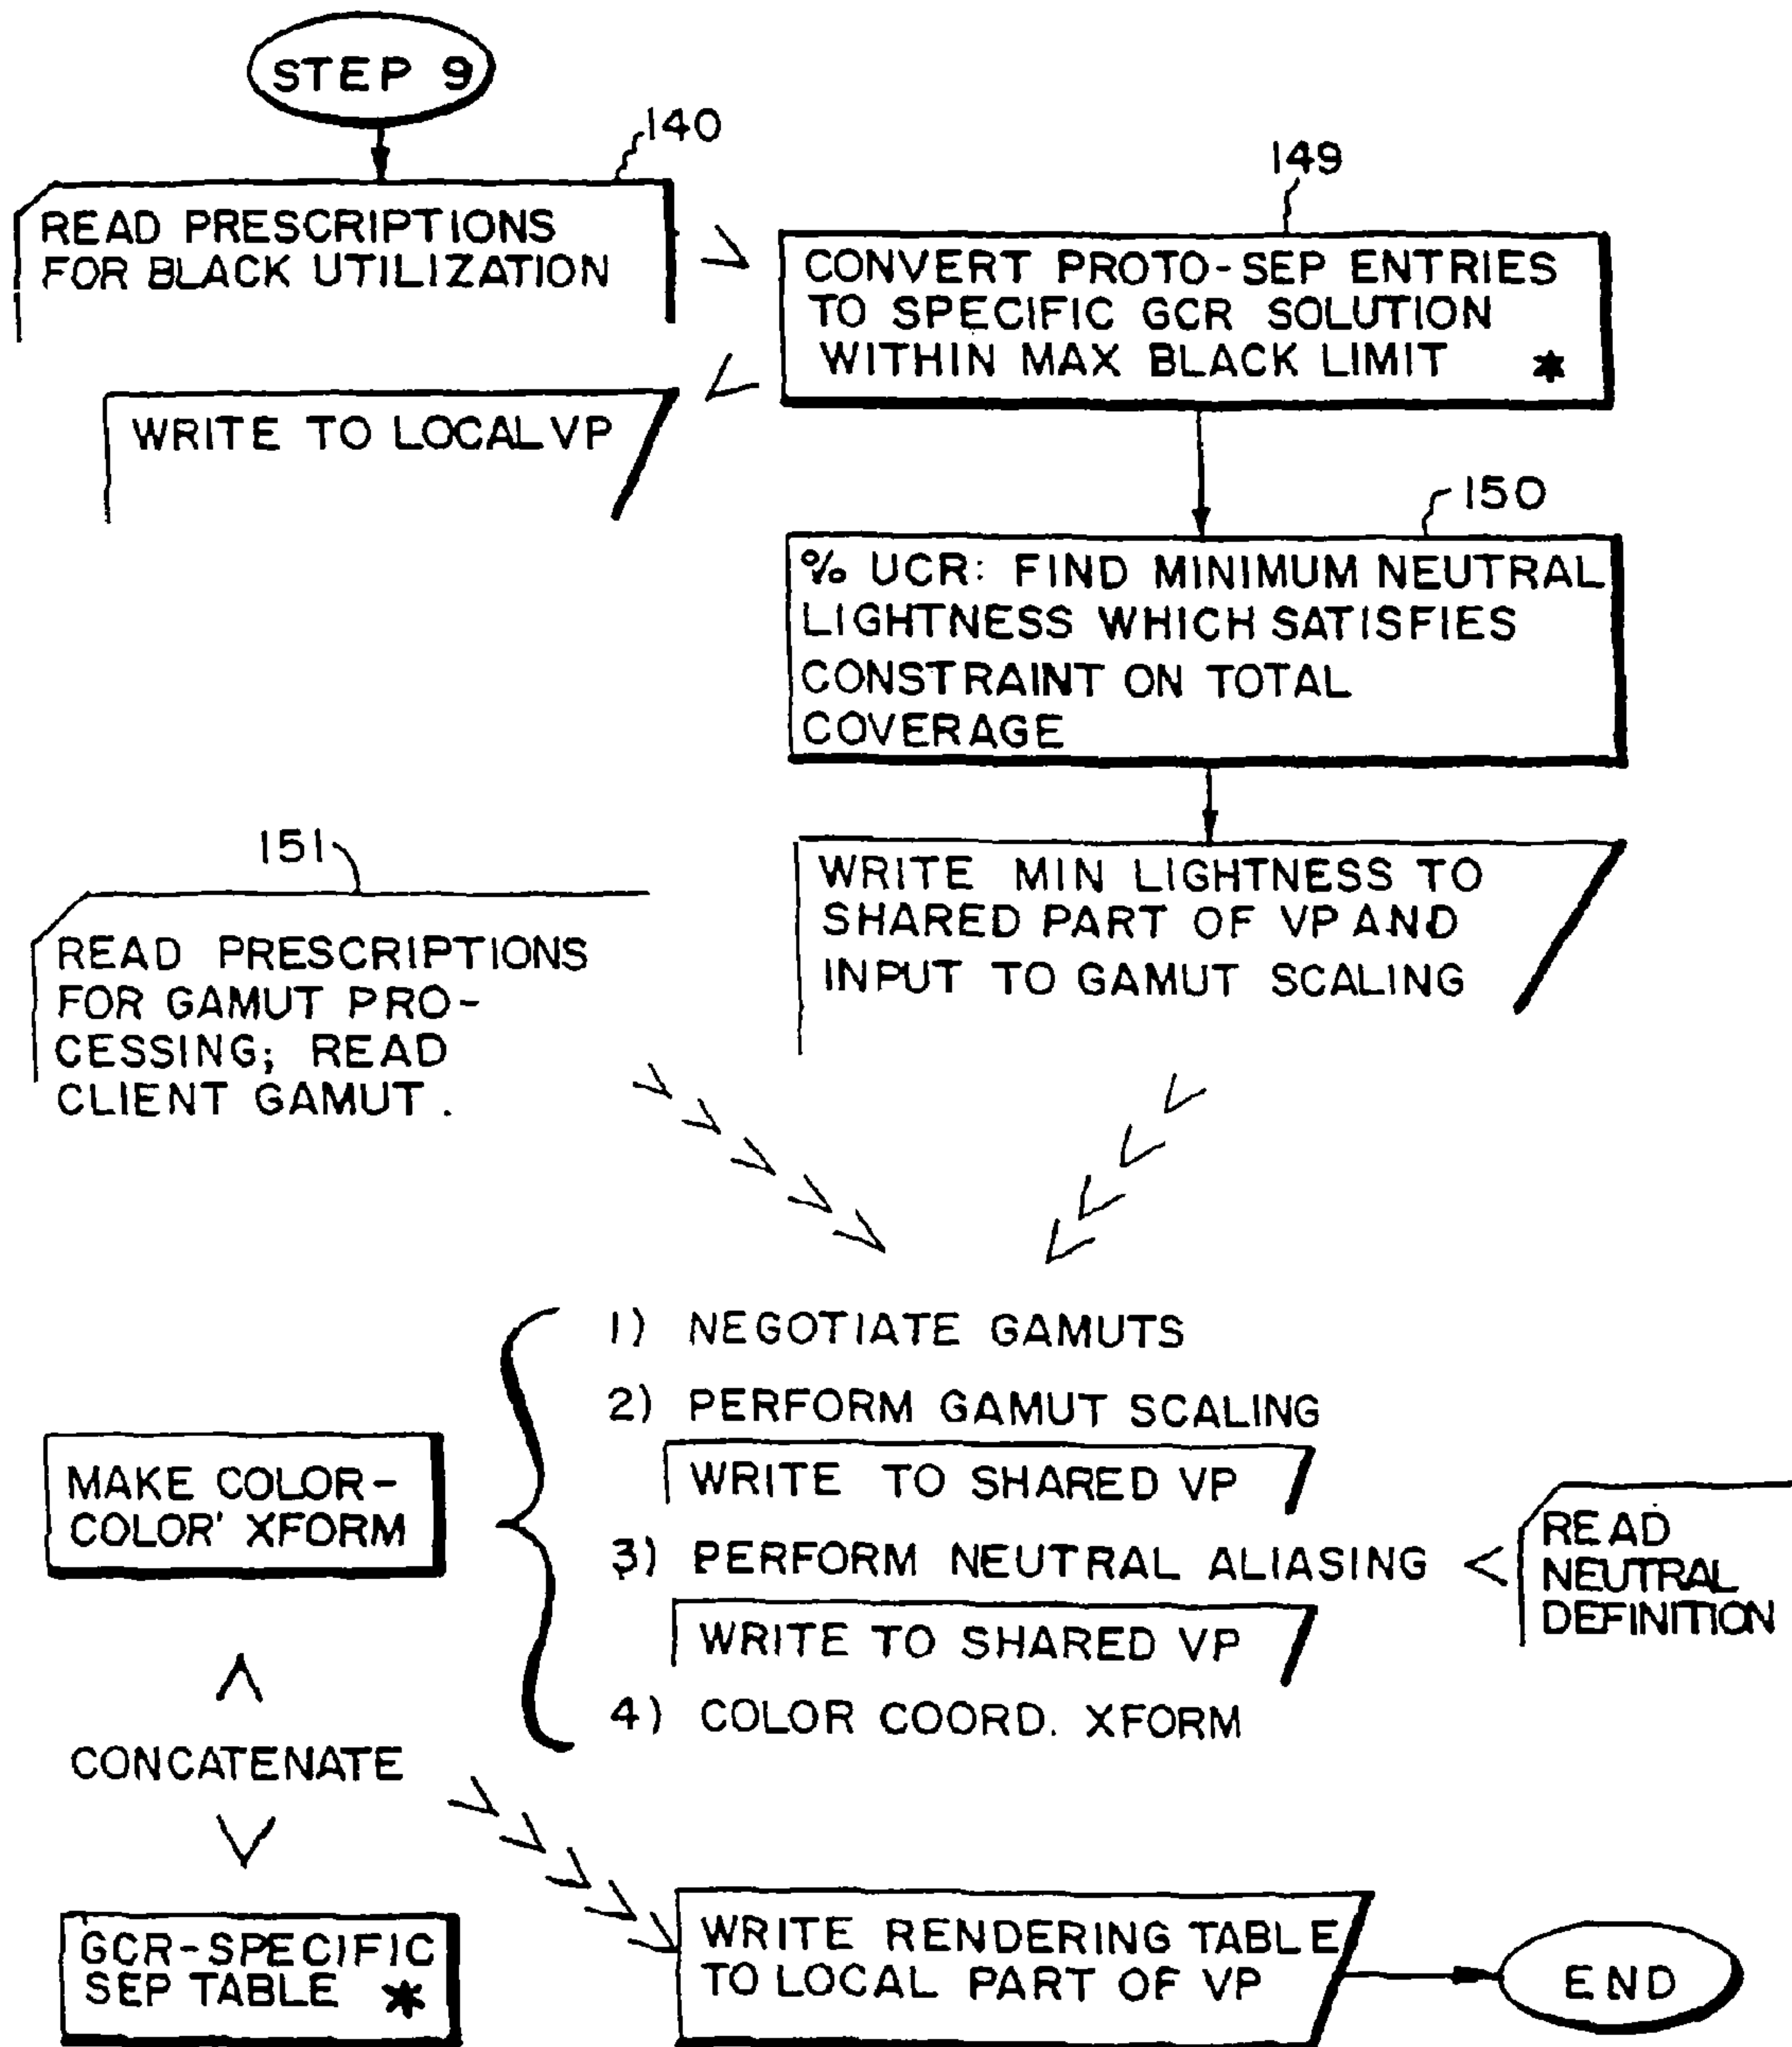 STEP 9
140
READ PRESCRIPTIONS
FOR BLACK UTILIZATION
149
CONVERT PROTO-SEP ENTRIES
TO SPECIFIC GCR SOLUTION
WITHIN MAX BLACK LIMIT *
WRITE TO LOCAL VP
150
% UCR: FIND MINIMUM NEUTRAL
LIGHTNESS WHICH SATISFIES
CONSTRAINT ON TOTAL
COVERAGE
WRITE MIN LIGHTNESS TO
SHARED PART OF VP AND
INPUT TO GAMUT SCALING
151
READ PRESCRIPTIONS
FOR GAMUT PRO-
CESSING; READ
CLIENT GAMUT.
1) NEGOTIATE GAMUTS
2) PERFORM GAMUT SCALING
WRITE TO SHARED VP
3) PERFORM NEUTRAL ALIASING
READ
NEUTRAL
DEFINITION
WRITE TO SHARED VP
4) COLOR COORD. XFORM
MAKE COLOR-
COLOR' XFORM
CONCATENATE
GCR-SPECIFIC
SEP TABLE *
WRITE RENDERING TABLE
TO LOCAL PART OF VP
END